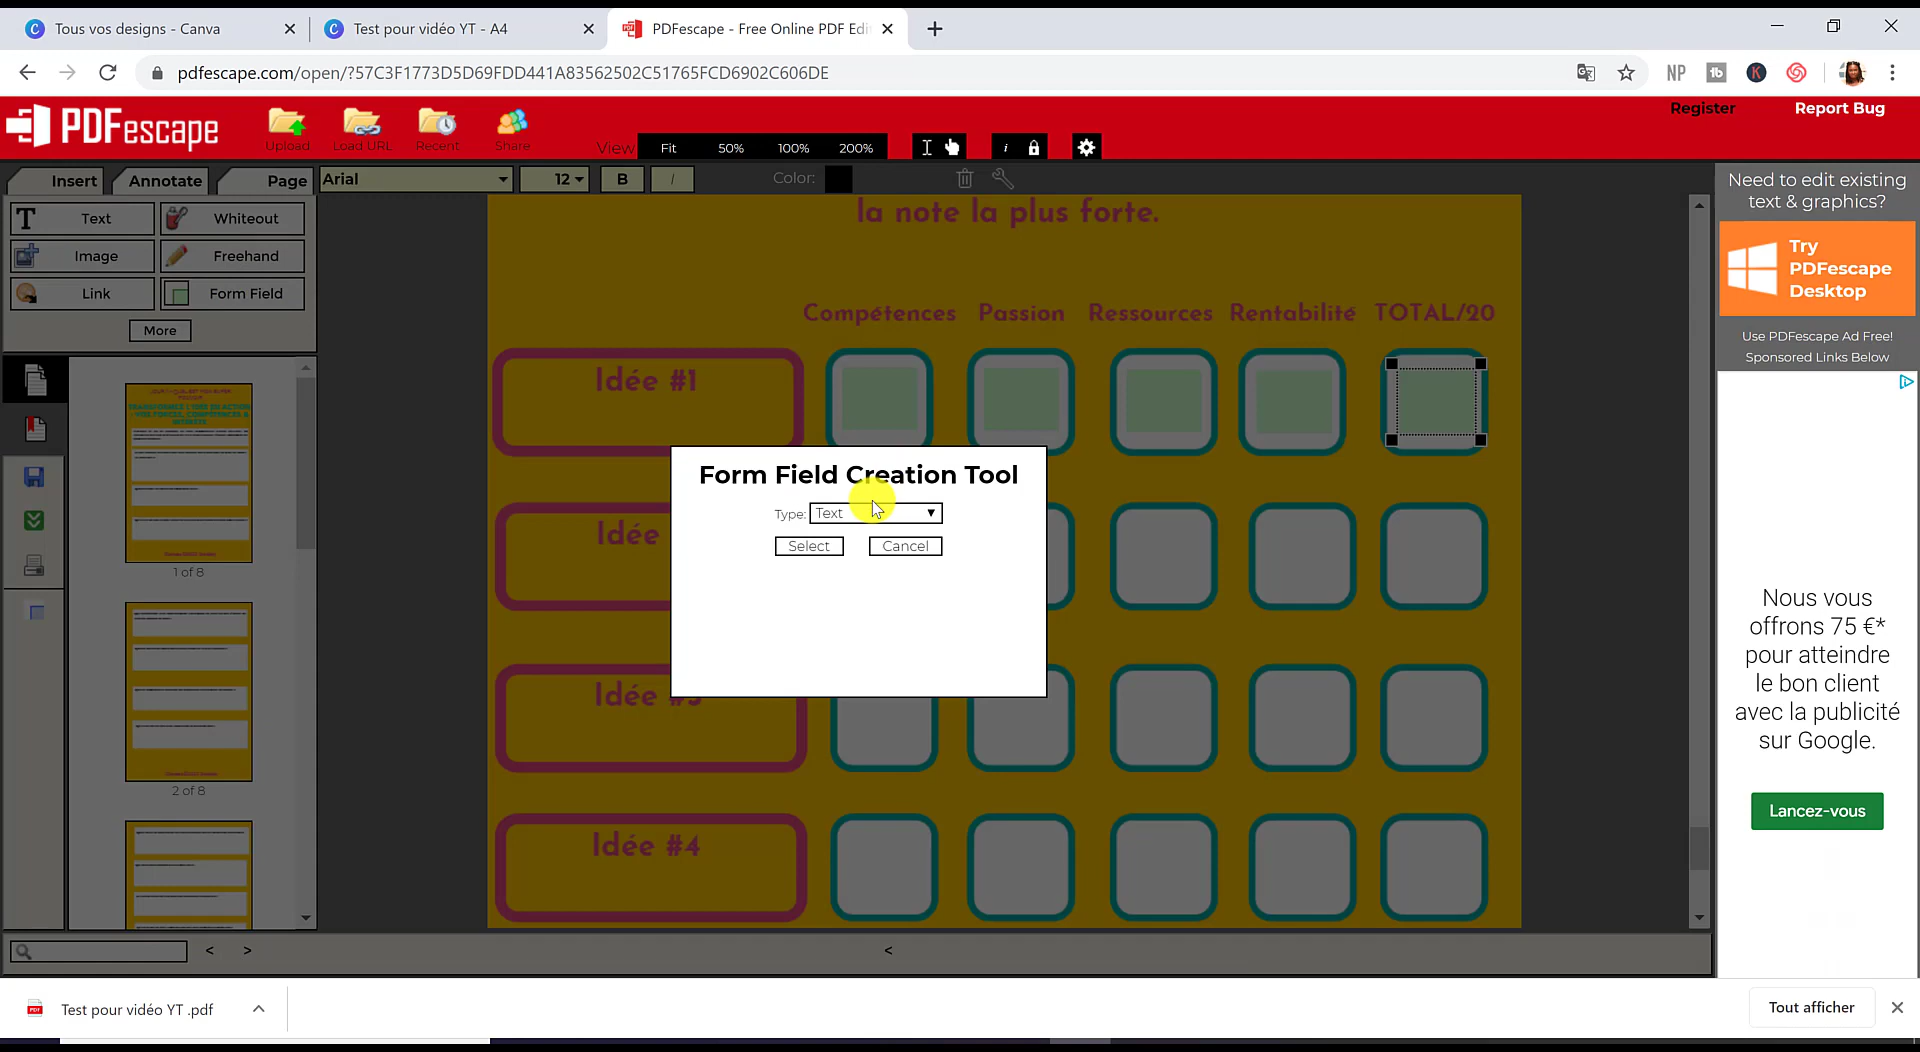 Tous vos designs - Canva
Test pour vidéo YT - A4
PDFescape - Free Online PDF Edi
pdfescape.com/open/?57C3F1773D5D69FDD441A83562502C51765FCD6902C606DE
NP
K
PDFescape
Upload
Load URL
Recent
Share
View
Fit
50%
100%
200%
Register
Report Bug
Insert
Annotate
Page
Arial
12
B
I
Color:
Text
Whiteout
Image
Freehand
Link
Form Field
More
1 of 8
2 of 8
la note la plus forte.
Compétences Passion Ressources Rentabilité TOTAL/20
Idée #1
Idée
Idée #3
Idée #4
Form Field Creation Tool
Type: Text
Select
Cancel
Need to edit existing
text & graphics?
Try
PDFescape
Desktop
Use PDFescape Ad Free!
Sponsored Links Below
Nous vous
offrons 75 €*
pour atteindre
le bon client
avec la publicité
sur Google.
Lancez-vous
< >
<
Test pour vidéo YT .pdf
Tout afficher